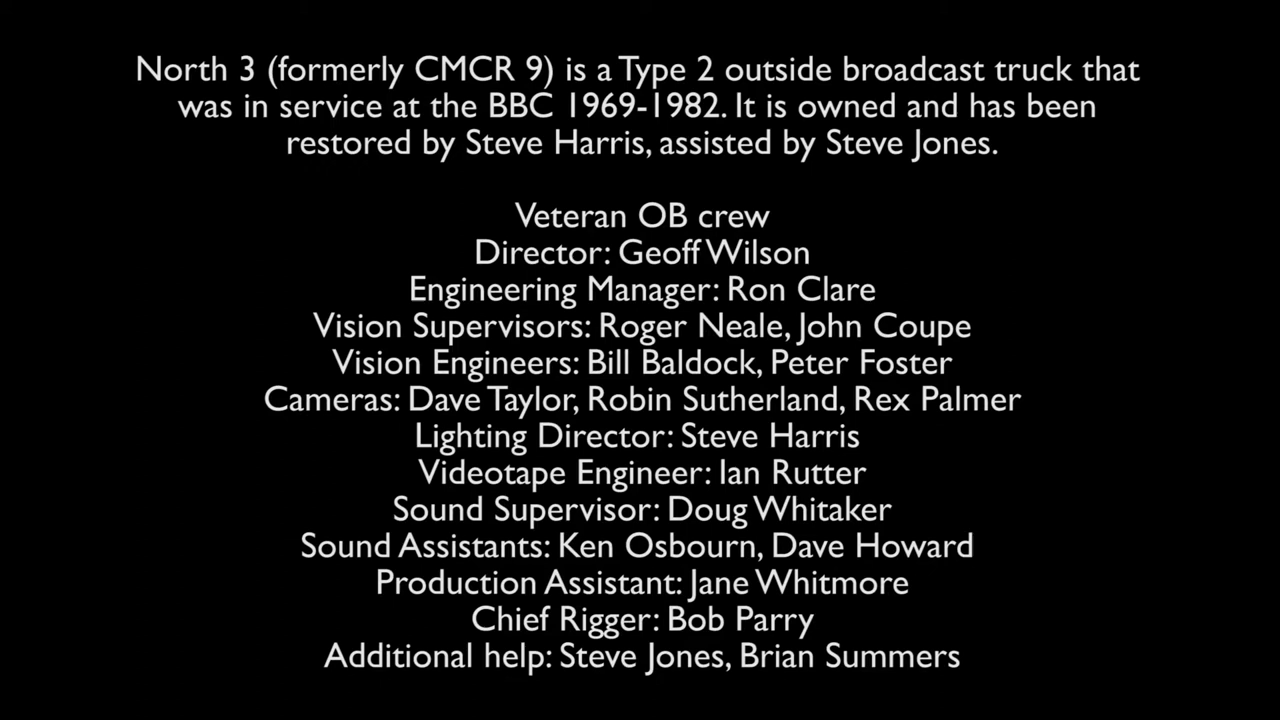 North 3 (formerly CMCR 9) is a Type 2 outside broadcast truck that
was in service at the BBC 1969-1982. It is owned and has been
restored by Steve Harris, assisted by Steve Jones.
Veteran OB crew
Director: Geoff Wilson
Engineering Manager: Ron Clare
Vision Supervisors: Roger Neale, John Coupe
Vision Engineers: Bill Baldock, Peter Foster
Cameras: Dave Taylor, Robin Sutherland, Rex Palmer
Lighting Director: Steve Harris
Videotape Engineer: Ian Rutter
Sound Supervisor: Doug Whitaker
Sound Assistants: Ken Osbourn, Dave Howard
Production Assistant: Jane Whitmore
Chief Rigger: Bob Parry
Additional help: Steve Jones, Brian Summers